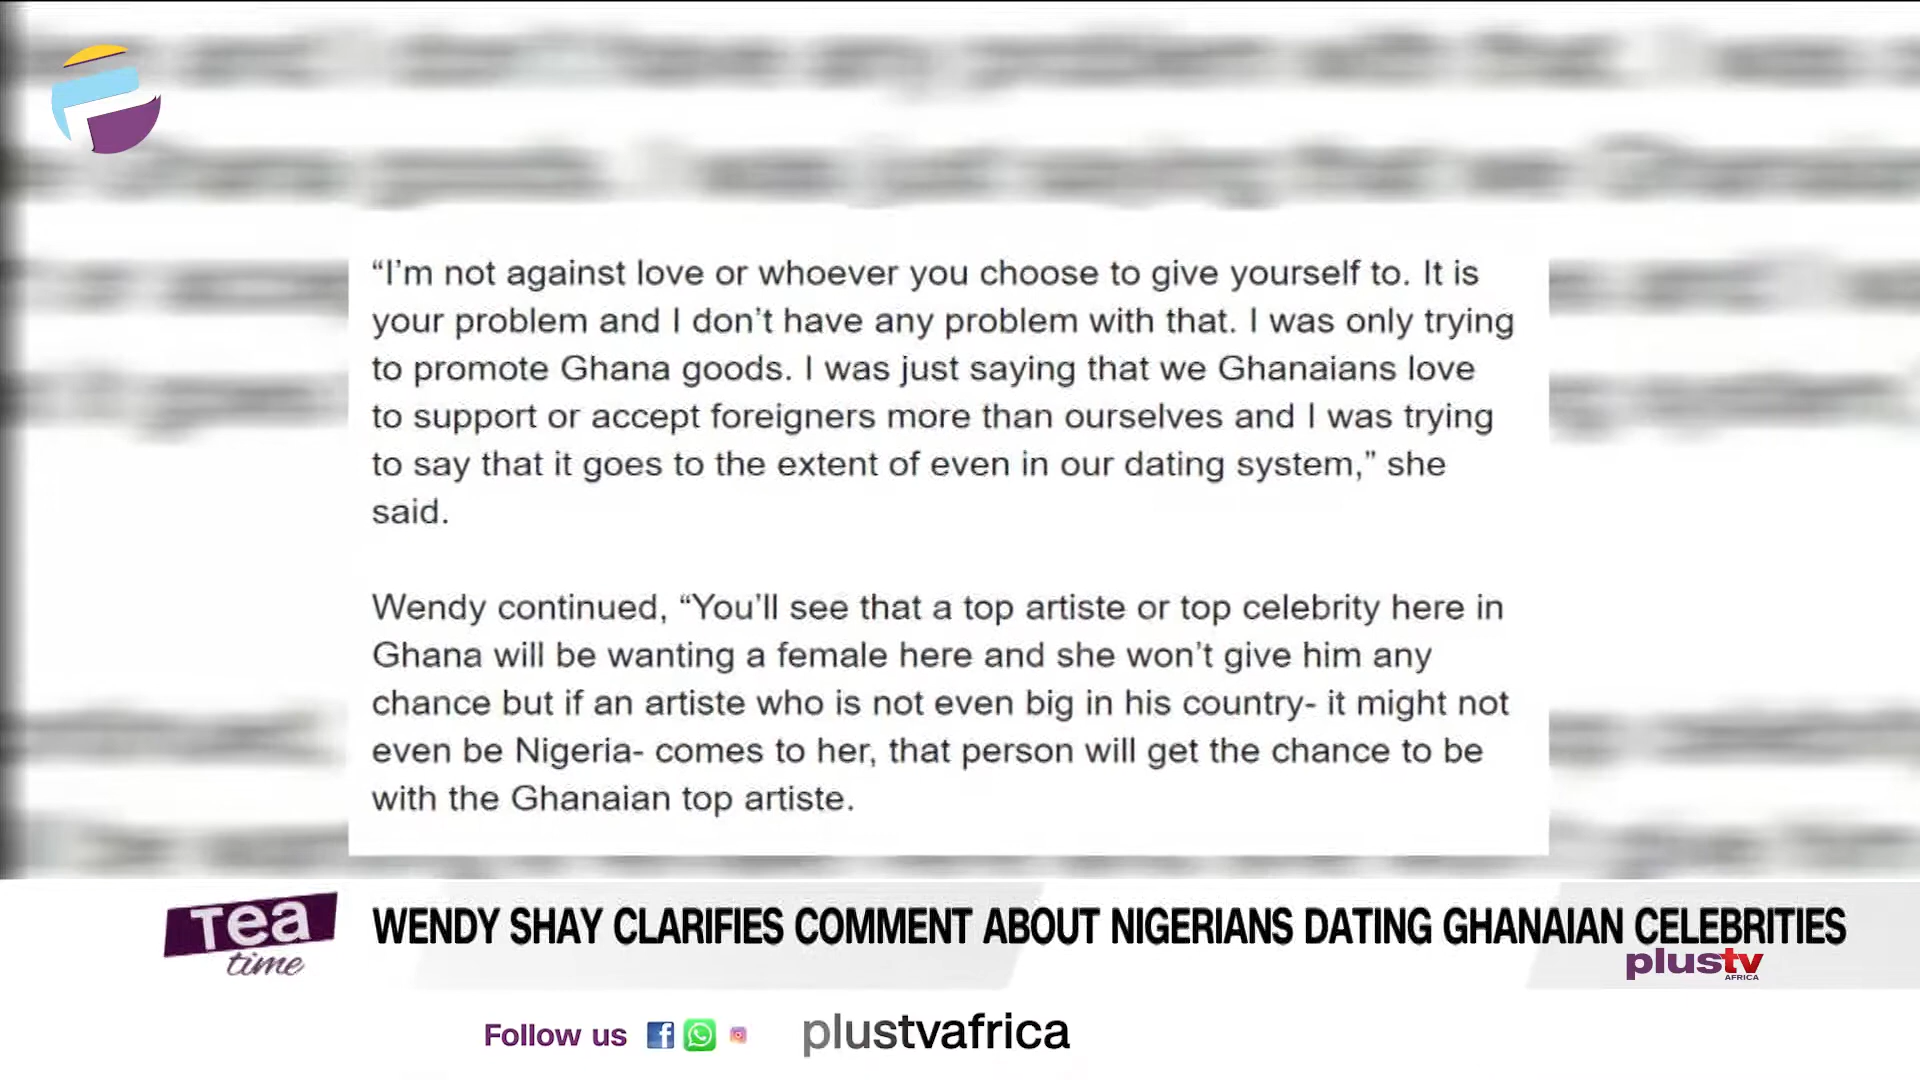 “I’m not against love or whoever you choose to give yourself to. It is
your problem and I don’t have any problem with that. I was only trying
to promote Ghana goods. I was just saying that we Ghanaians love
to support or accept foreigners more than ourselves and I was trying
to say that it goes to the extent of even in our dating system,” she
said.
Wendy continued, “You’ll see that a top artiste or top celebrity here in
Ghana will be wanting a female here and she won’t give him any
chance but if an artiste who is not even big in his country- it might not
even be Nigeria- comes to her, that person will get the chance to be
with the Ghanaian top artiste.
Tea
time
WENDY SHAY CLARIFIES COMMENT ABOUT NIGERIANS DATING GHANAIAN CELEBRITIES
plustv
AFRICA
Follow us
plustvafrica